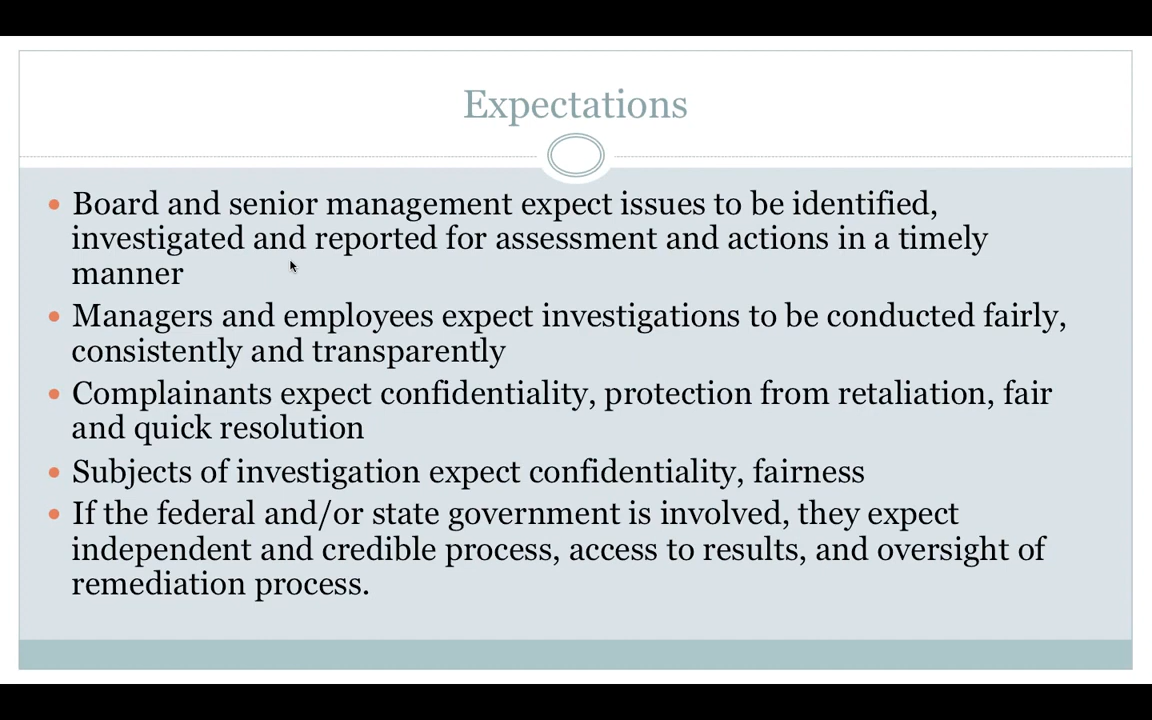 Expectations
• Board and senior management expect issues to be identified,
investigated and reported for assessment and actions in a timely
manner
• Managers and employees expect investigations to be conducted fairly,
consistently and transparently
• Complainants expect confidentiality, protection from retaliation, fair
and quick resolution
• Subjects of investigation expect confidentiality, fairness
• If the federal and/or state government is involved, they expect
independent and credible process, access to results, and oversight of
remediation process.